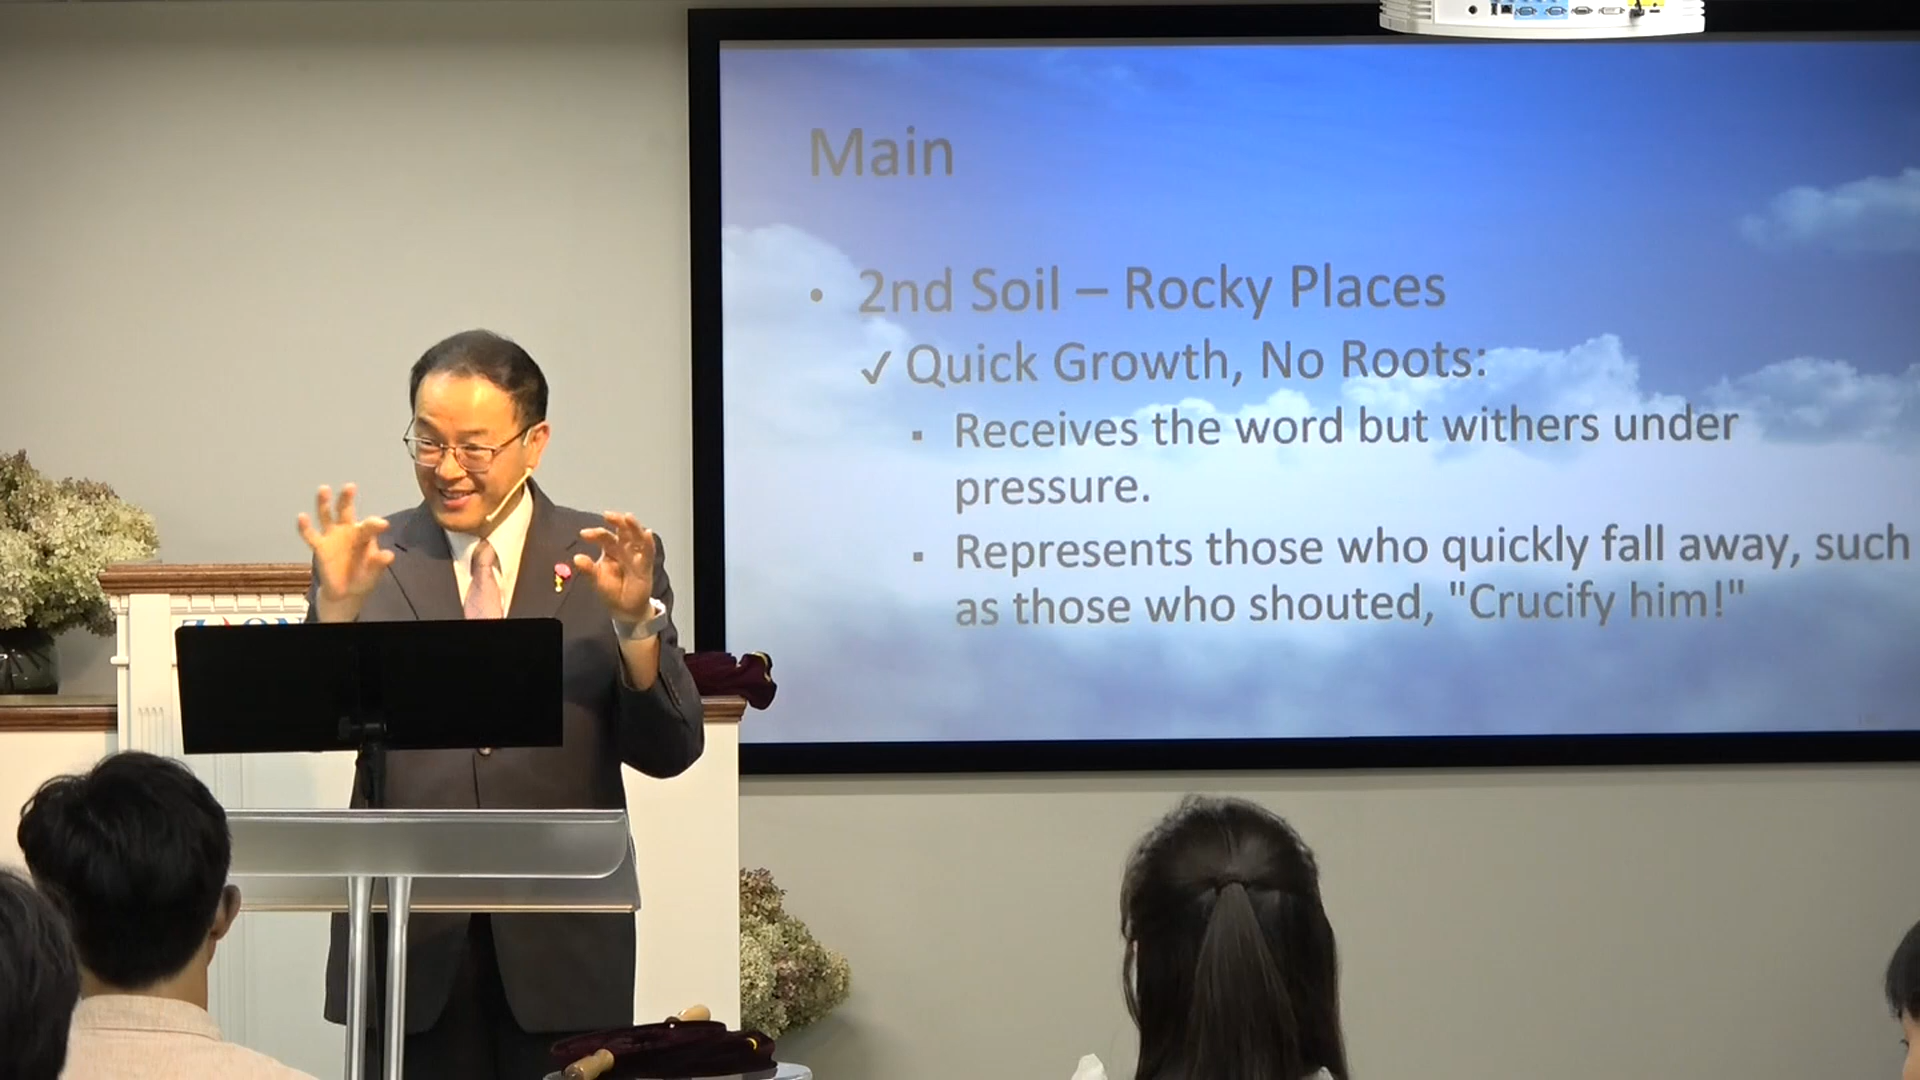 Main
• 2nd Soil – Rocky Places
✓ Quick Growth, No Roots:
▪ Receives the word but withers under
pressure.
▪ Represents those who quickly fall away, such
as those who shouted, "Crucify him!"